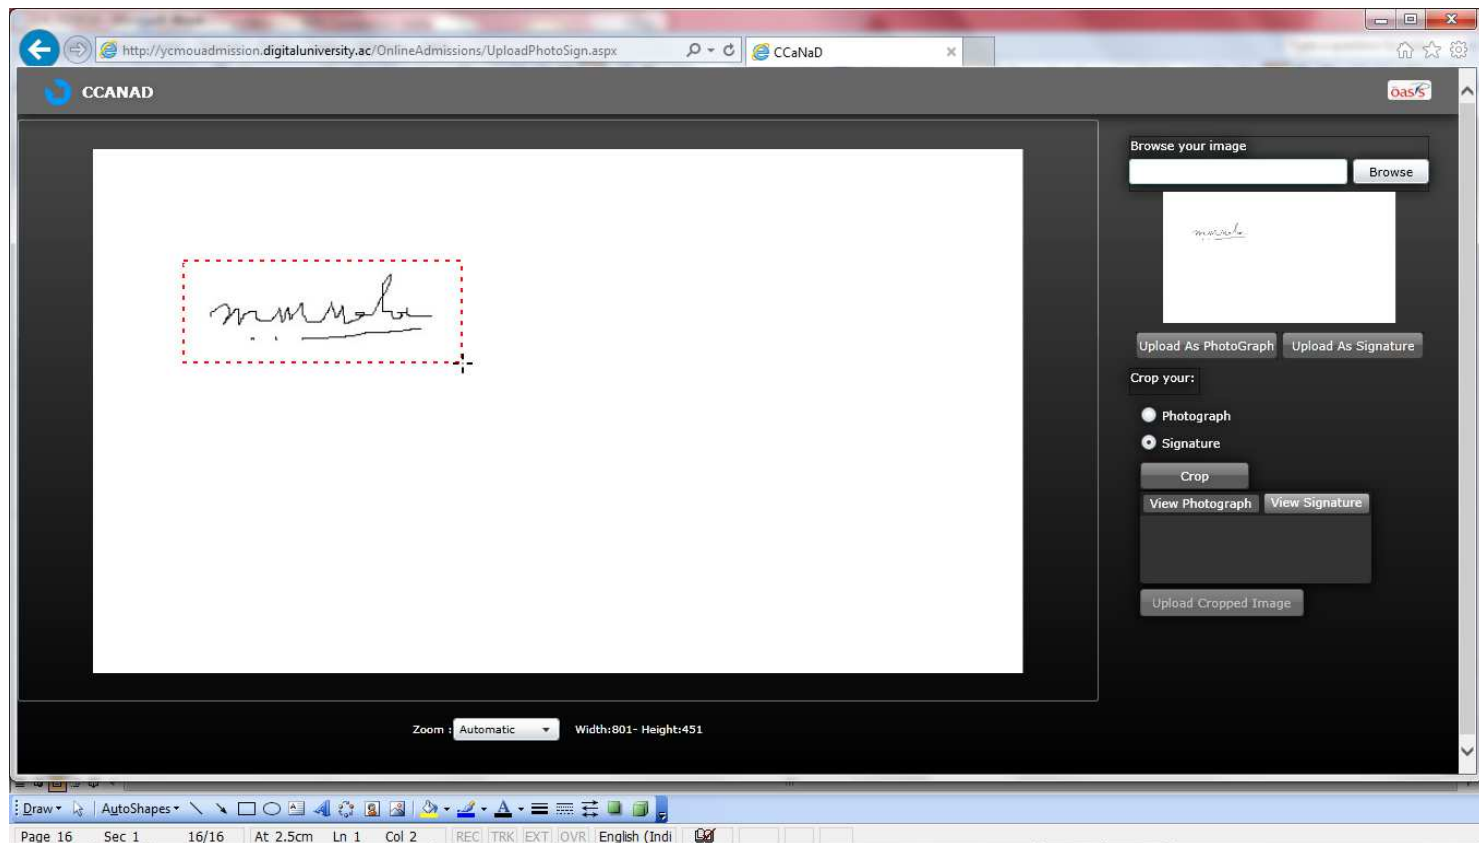 http://ycmouadmission.digitaluniversity.ac/OnlineAdmissions/UploadPhotoSign.aspx
CCaNaD
CCANAD
oasis
Browse your image
Browse
Upload As PhotoGraph
Upload As Signature
Crop your:
Photograph
Signature
Crop
View Photograph
View Signature
Upload Cropped Image
Zoom :
Automatic
Width:801- Height:451
Draw
AutoShapes
Page 16 Sec 1 16/16 At 2.5cm Ln 1 Col 2 REC TRK EXT OVR English (Indi